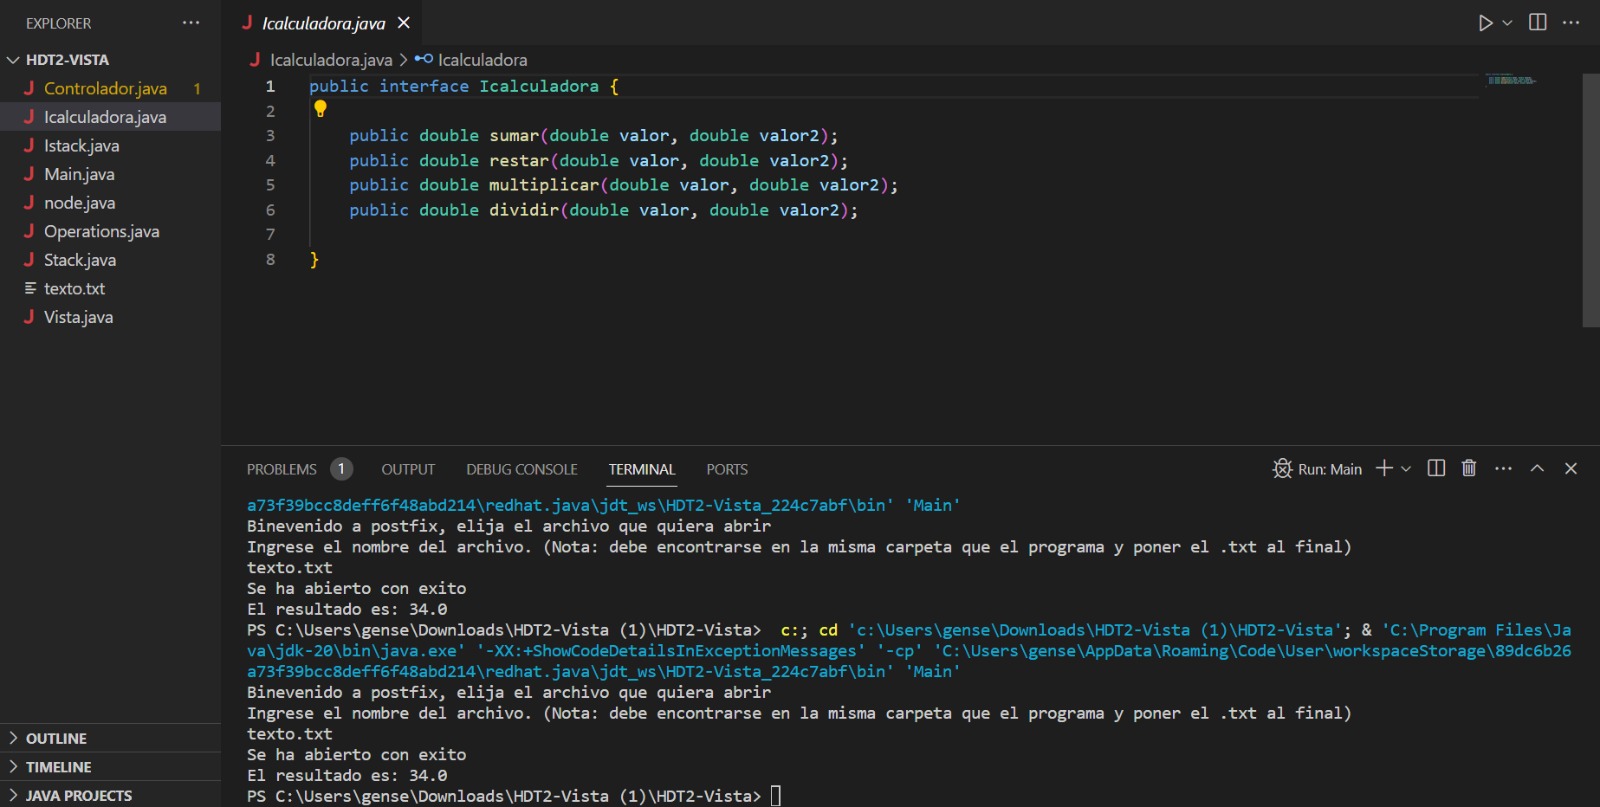 EXPLORER ...
HDT2-VISTA
Controlador.java 1
Icalculadora.java
Istack.java
Main.java
node.java
Operations.java
Stack.java
texto.txt
Vista.java
OUTLINE
TIMELINE
JAVA PROJECTS
Icalculadora.java
Icalculadora.java > Icalculadora
1 public interface Icalculadora {
2
3 public double sumar(double valor, double valor2);
4 public double restar(double valor, double valor2);
5 public double multiplicar(double valor, double valor2);
6 public double dividir(double valor, double valor2);
7
8 }
PROBLEMS 1 OUTPUT DEBUG CONSOLE TERMINAL PORTS Run: Main
a73f39bcc8deff6f48abd214\redhat.java\jdt_ws\HDT2-Vista_224c7abf\bin' 'Main'
Binevenido a postfix, elija el archivo que quiera abrir
Ingrese el nombre del archivo. (Nota: debe encontrarse en la misma carpeta que el programa y poner el .txt al final)
texto.txt
Se ha abierto con exito
El resultado es: 34.0
PS C:\Users\gense\Downloads\HDT2-Vista (1)\HDT2-Vista> c:; cd 'c:\Users\gense\Downloads\HDT2-Vista (1)\HDT2-Vista'; & 'C:\Program Files\Ja
va\jdk-20\bin\java.exe' '-XX:+ShowCodeDetailsInExceptionMessages' '-cp' 'C:\Users\gense\AppData\Roaming\Code\User\workspaceStorage\89dc6b26
a73f39bcc8deff6f48abd214\redhat.java\jdt_ws\HDT2-Vista_224c7abf\bin' 'Main'
Binevenido a postfix, elija el archivo que quiera abrir
Ingrese el nombre del archivo. (Nota: debe encontrarse en la misma carpeta que el programa y poner el .txt al final)
texto.txt
Se ha abierto con exito
El resultado es: 34.0
PS C:\Users\gense\Downloads\HDT2-Vista (1)\HDT2-Vista>